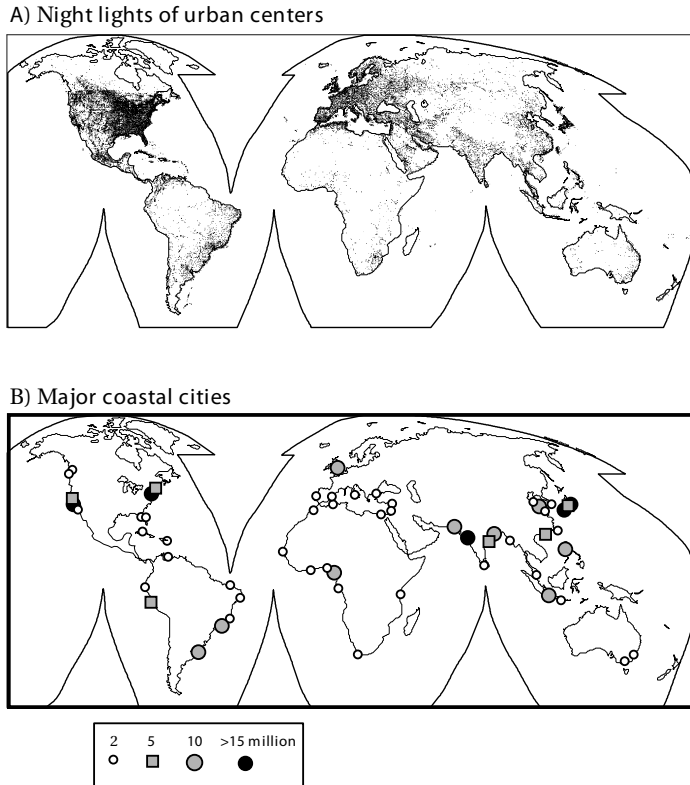 A) Night lights of urban centers
B) Major coastal cities
2 5 10 >15 million